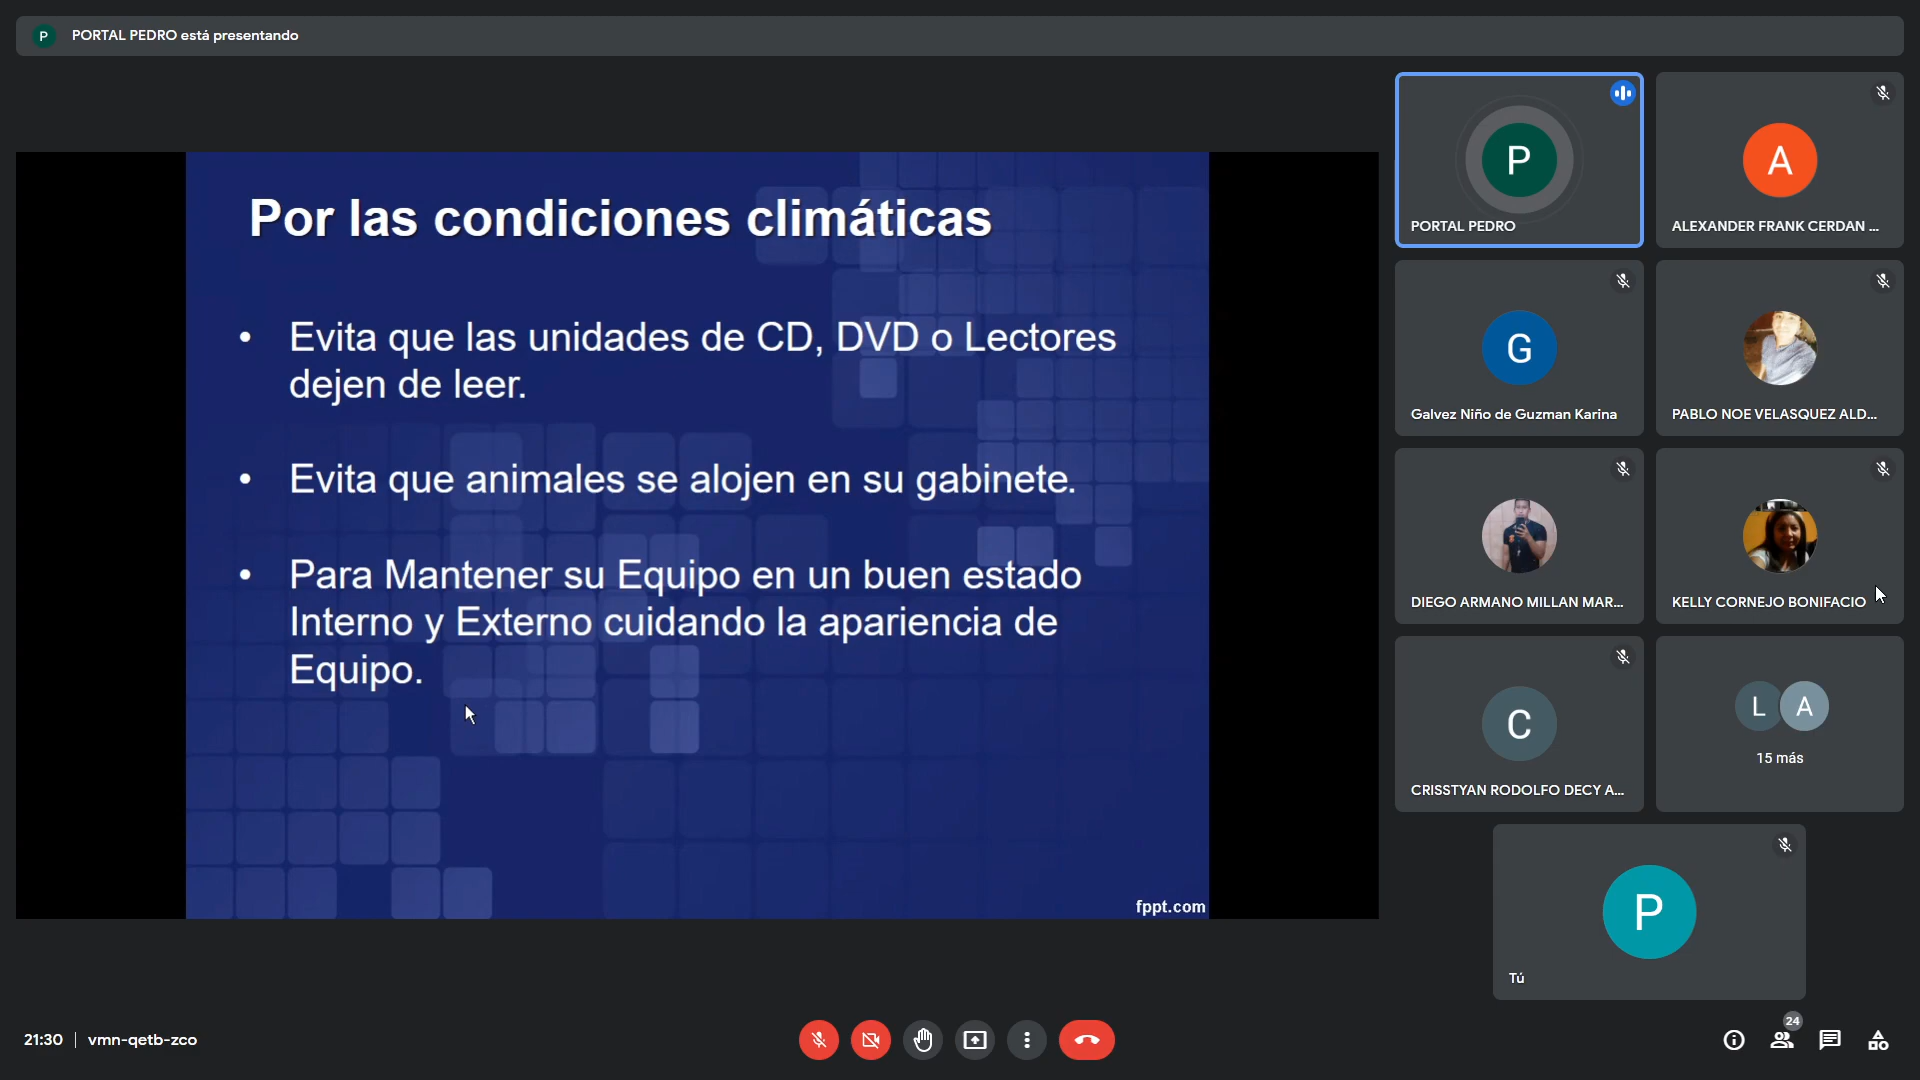 P PORTAL PEDRO está presentando
Por las condiciones climáticas
• Evita que las unidades de CD, DVD o Lectores
dejen de leer.
• Evita que animales se alojen en su gabinete.
• Para Mantener su Equipo en un buen estado
Interno y Externo cuidando la apariencia de
Equipo.
fppt.com
P
PORTAL PEDRO
A
ALEXANDER FRANK CERDAN ...
G
Galvez Niño de Guzman Karina
PABLO NOE VELASQUEZ ALD...
DIEGO ARMANO MILLAN MAR...
KELLY CORNEJO BONIFACIO
C
CRISSTYAN RODOLFO DECY A...
L A
15 más
P
Tú
21:30 | vmn-qetb-zco
24